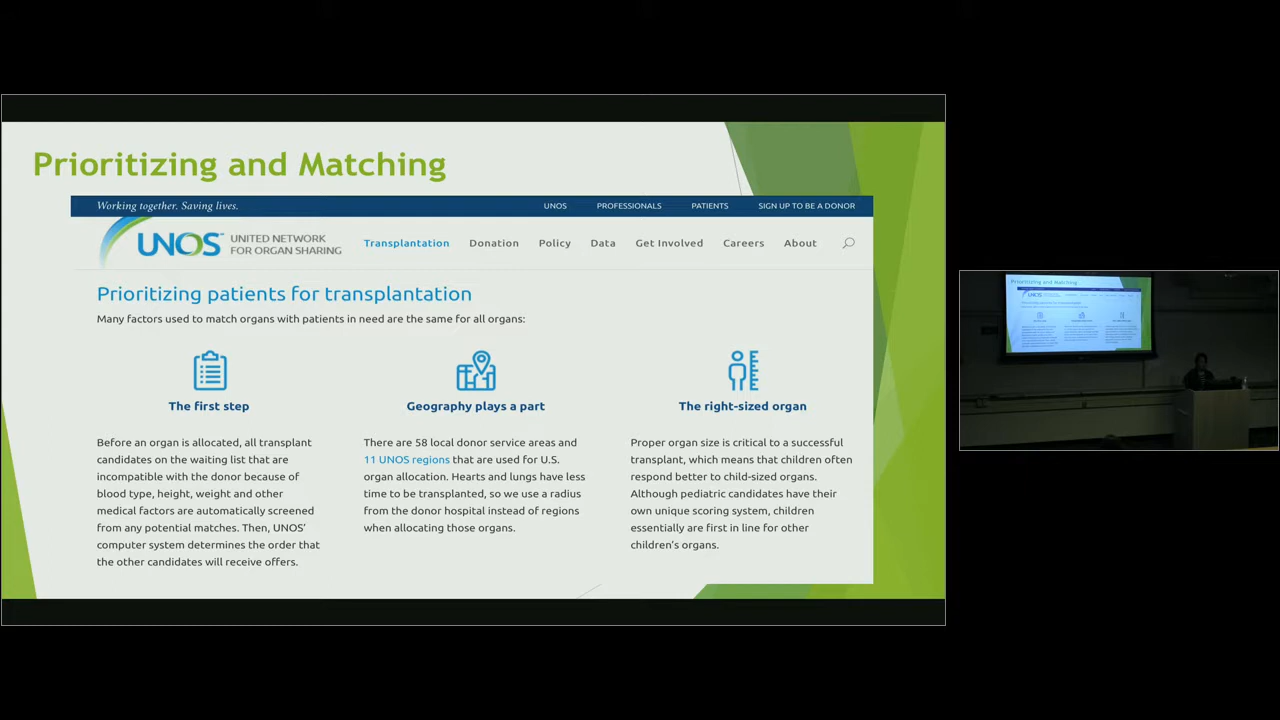 Prioritizing and Matching
Working together. Saving lives.
UNOS PROFESSIONALS PATIENTS SIGN UP TO BE A DONOR
UNOS UNITED NETWORK
FOR ORGAN SHARING
Transplantation Donation Policy Data Get Involved Careers About
Prioritizing patients for transplantation
Many factors used to match organs with patients in need are the same for all organs:
The first step
Before an organ is allocated, all transplant
candidates on the waiting list that are
incompatible with the donor because of
blood type, height, weight and other
medical factors are automatically screened
from any potential matches. Then, UNOS'
computer system determines the order that
the other candidates will receive offers.
Geography plays a part
There are 58 local donor service areas and
11 UNOS regions that are used for U.S.
organ allocation. Hearts and lungs have less
time to be transplanted, so we use a radius
from the donor hospital instead of regions
when allocating those organs.
The right-sized organ
Proper organ size is critical to a successful
transplant, which means that children often
respond better to child-sized organs.
Although pediatric candidates have their
own unique scoring system, children
essentially are first in line for other
children's organs.
Prioritizing and Matching